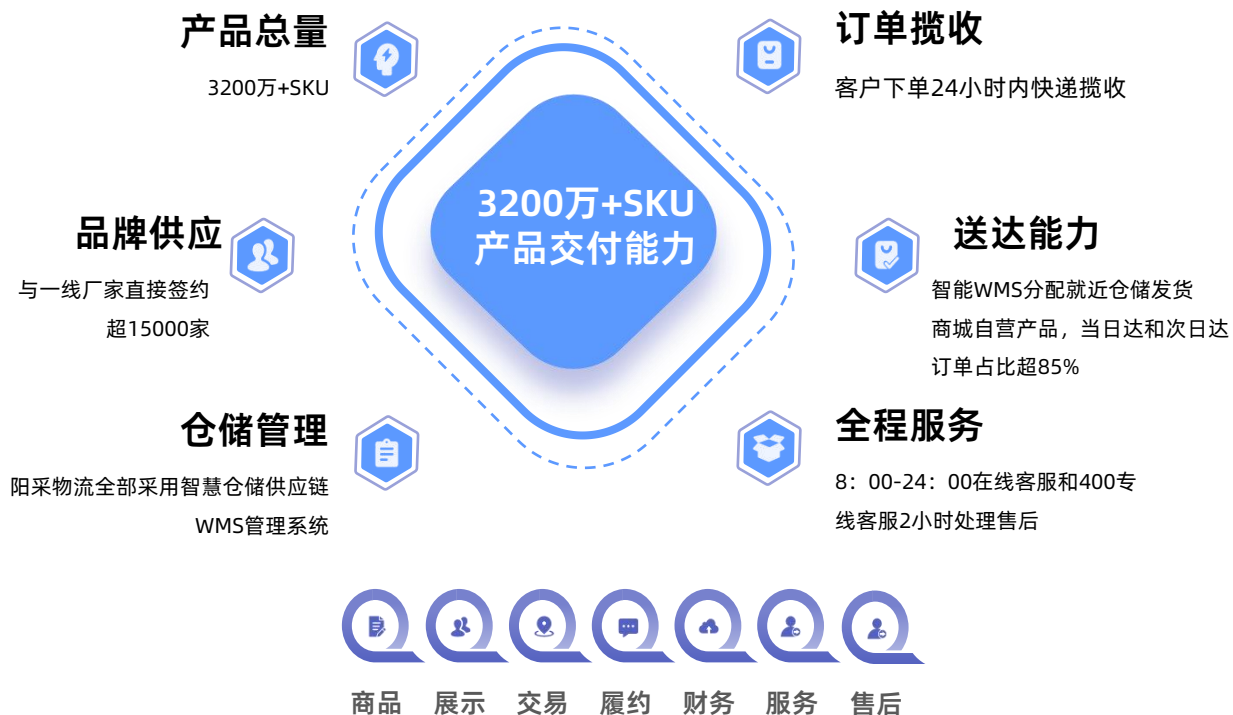 产品总量
3200万+SKU
品牌供应
与一线厂家直接签约
超15000家
仓储管理
阳采物流全部采用智慧仓储供应链
WMS管理系统
3200万+SKU
产品交付能力
订单揽收
客户下单24小时内快递揽收
送达能力
智能WMS分配就近仓储发货
商城自营产品，当日达和次日达
订单占比超85%
全程服务
8：00-24：00在线客服和400专
线客服2小时处理售后
商品 展示 交易 履约 财务 服务 售后